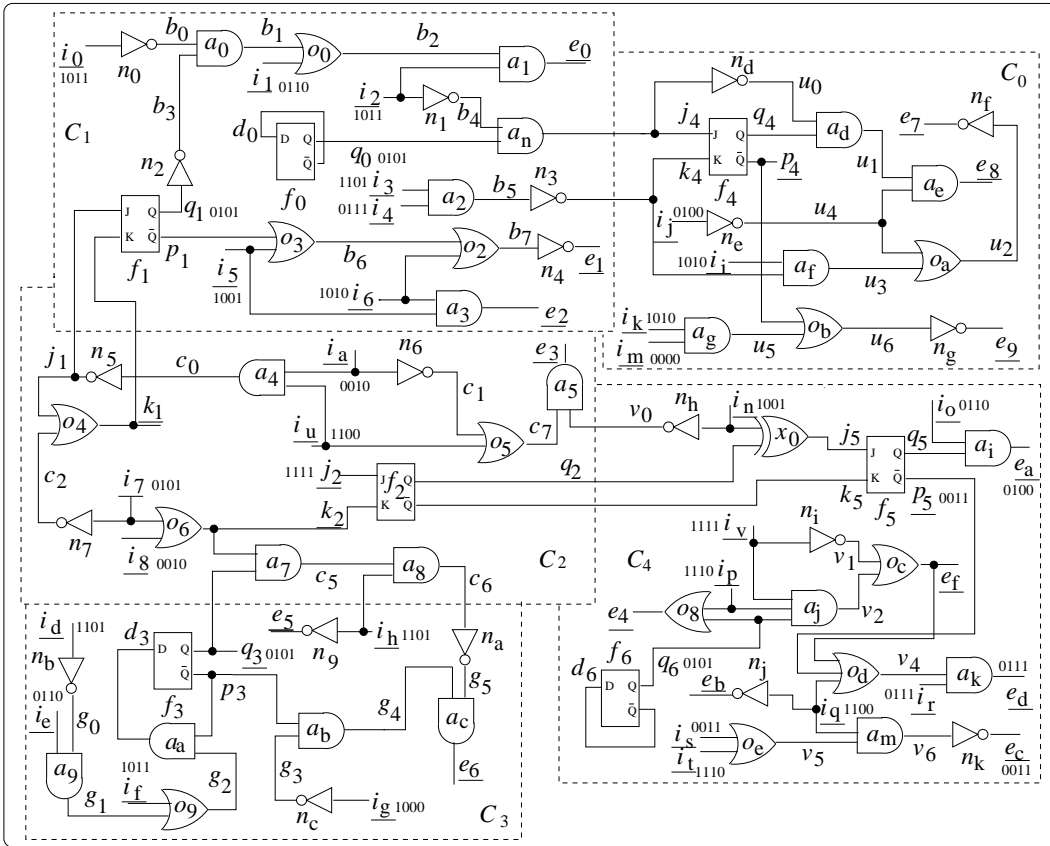 i0 1011 n0 b0 a0 b1 o0 b2 a1 e0
i1 0110
i2 1011 n1 b4 an
b3 C1 n2
d0 D Q Q̄ f0 q0 0101
1101 i3
0111 i4 a2 b5 n3
J Q K Q̄ f1 q1 0101 p1
i5 1001 o3 b6 o2 b7 n4 e1
1010 i6 a3 e2
C0 nd u0 ad j4 J Q q4 k4 K Q̄ f4 p4
nf e7 u1 ae e8
ij 0100 ne u4 u2 oa
1010 ii af u3
ik 1010 im 0000 ag u5 ob u6 ng e9
j1 n5 c0 a4 ia 0010 n6 c1 e3 a5
o4 k1 iu 1100 o5 c7 q2
c2 n7 i7 0101 i8 0010 o6
1111 j2 k2 J Q f2 K Q̄
a7 c5 a8 c6 C2
v0 nh in 1001 x0 j5 J Q q5 k5 K Q̄ f5 p5 0011
io 0110 ai ea 0100
1111 iv ni v1 oc ef
C4 1110 ip aj v2
e4 o8 f6 d6 D Q Q̄ q6 0101
eb nj od v4 ak 0111 ed
0111 ir iq 1100
is 0011 it 1110 oe v5 am v6 nk ec 0011
id 1101 nb 0110 ie g0 a9 g1
d3 D Q Q̄ f3 q3 0101 p3
e5 n9 ih 1101 na g5
aa g2 1011 if o9
ab g4 g3 nc ig 1000
ac e6 C3